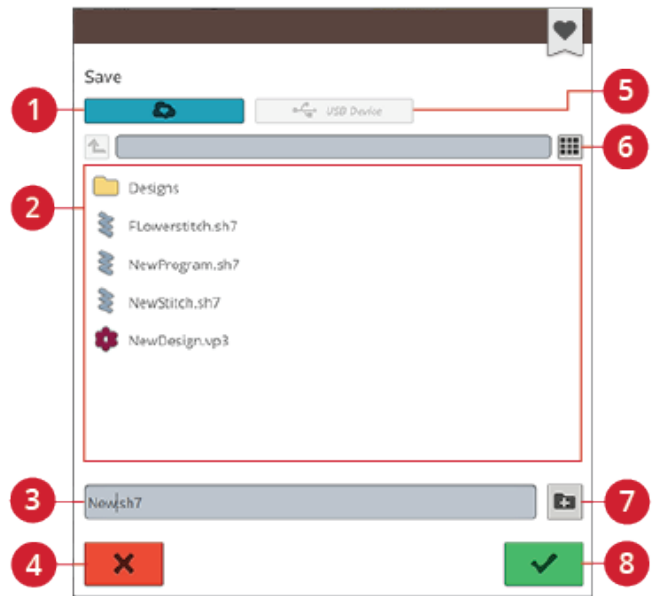 Save
1
USB Device
5
6
2
Designs
FLowerstitch.sh7
NewProgram.sh7
NewStitch.sh7
NewDesign.vp3
3
New.sh7
7
4
8